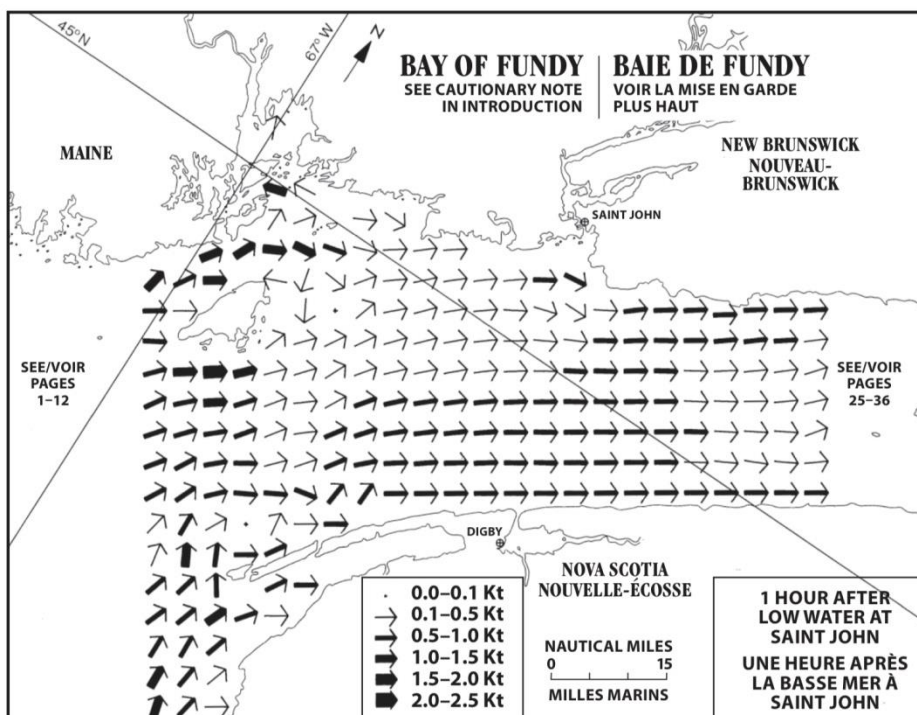 45° N
67° W
N
BAY OF FUNDY
SEE CAUTIONARY NOTE
IN INTRODUCTION
BAIE DE FUNDY
VOIR LA MISE EN GARDE
PLUS HAUT
MAINE
NEW BRUNSWICK
NOUVEAU-
BRUNSWICK
SAINT JOHN
SEE/VOIR
PAGES
1–12
SEE/VOIR
PAGES
25–36
DIGBY
NOVA SCOTIA
NOUVELLE-ÉCOSSE
0.0–0.1 Kt
0.1–0.5 Kt
0.5–1.0 Kt
1.0–1.5 Kt
1.5–2.0 Kt
2.0–2.5 Kt
NAUTICAL MILES
0 15
MILLES MARINS
1 HOUR AFTER
LOW WATER AT
SAINT JOHN
UNE HEURE APRÈS
LA BASSE MER À
SAINT JOHN